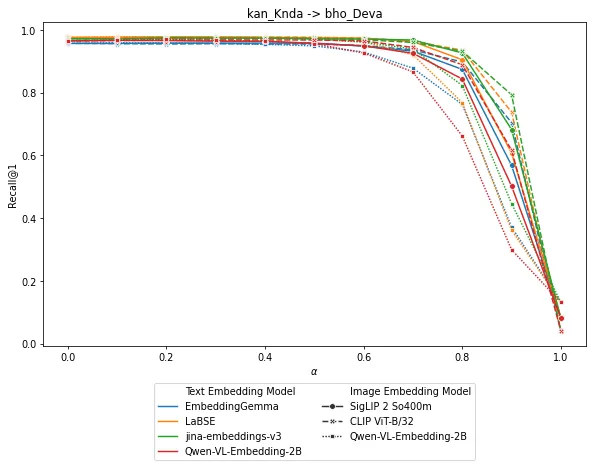 kan_Knda -> bho_Deva
1.0
0.8
0.6
0.4
0.2
0.0
Recall@1
0.0 0.2 0.4 0.6 0.8 1.0
α
Text Embedding Model Image Embedding Model
EmbeddingGemma SigLIP 2 So400m
LaBSE CLIP ViT-B/32
jina-embeddings-v3 Qwen-VL-Embedding-2B
Qwen-VL-Embedding-2B